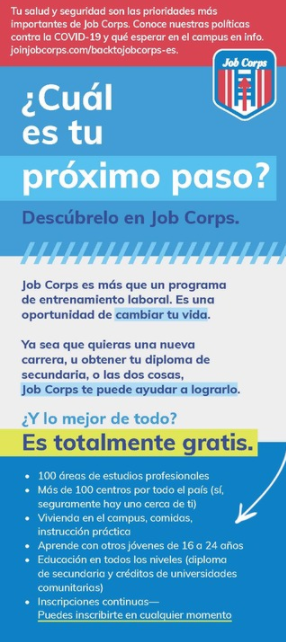 Tu salud y seguridad son las prioridades más
importantes de Job Corps. Conoce nuestras políticas
contra la COVID-19 y qué esperar en el campus en info.
joinjobcorps.com/backtojobcorps-es.
Job Corps
¿Cuál
es tu
próximo paso?
Descúbrelo en Job Corps.
Job Corps es más que un programa
de entrenamiento laboral. Es una
oportunidad de cambiar tu vida.
Ya sea que quieras una nueva
carrera, u obtener tu diploma de
secundaria, o las dos cosas,
Job Corps te puede ayudar a lograrlo.
¿Y lo mejor de todo?
Es totalmente gratis.
• 100 áreas de estudios profesionales
• Más de 100 centros por todo el país (sí,
seguramente hay uno cerca de ti)
• Vivienda en el campus, comidas,
instrucción práctica
• Aprende con otros jóvenes de 16 a 24 años
• Educación en todos los niveles (diploma
de secundaria y créditos de universidades
comunitarias)
• Inscripciones continuas—
Puedes inscribirte en cualquier momento